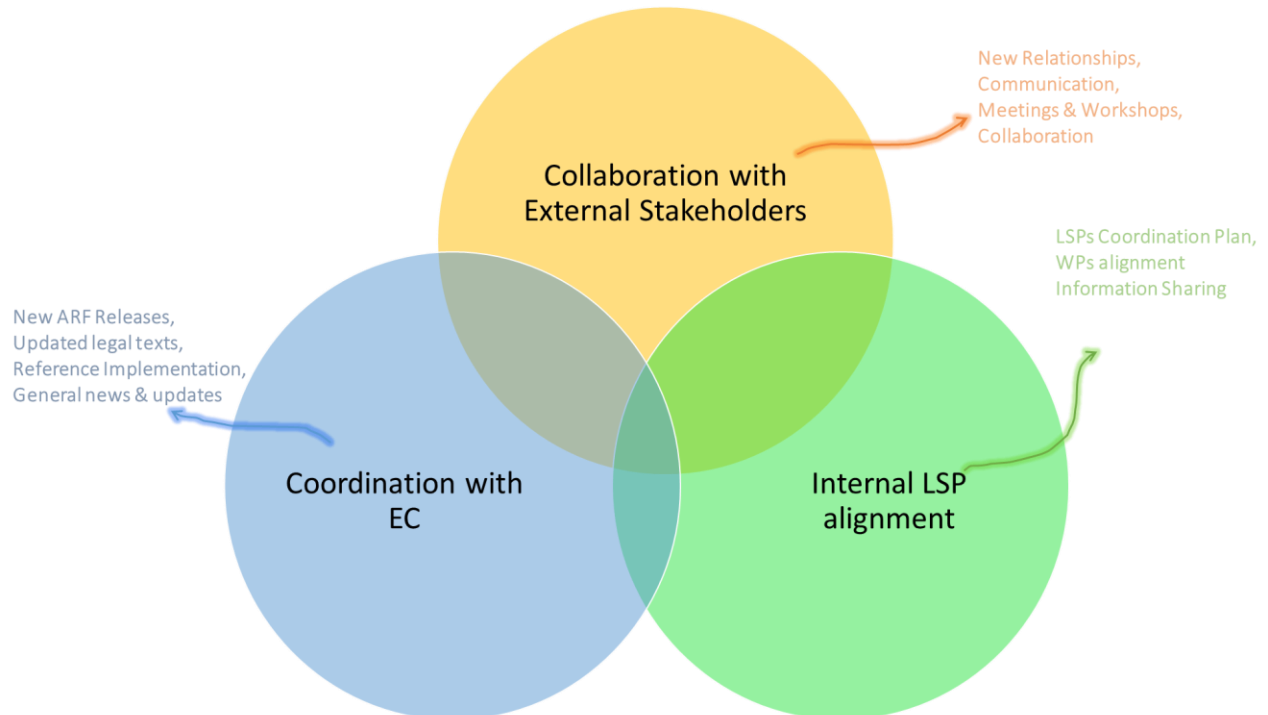 New Relationships,
Communication,
Meetings & Workshops,
Collaboration
Collaboration with
External Stakeholders
LSPs Coordination Plan,
WPs alignment
Information Sharing
New ARF Releases,
Updated legal texts,
Reference Implementation,
General news & updates
Coordination with
EC
Internal LSP
alignment